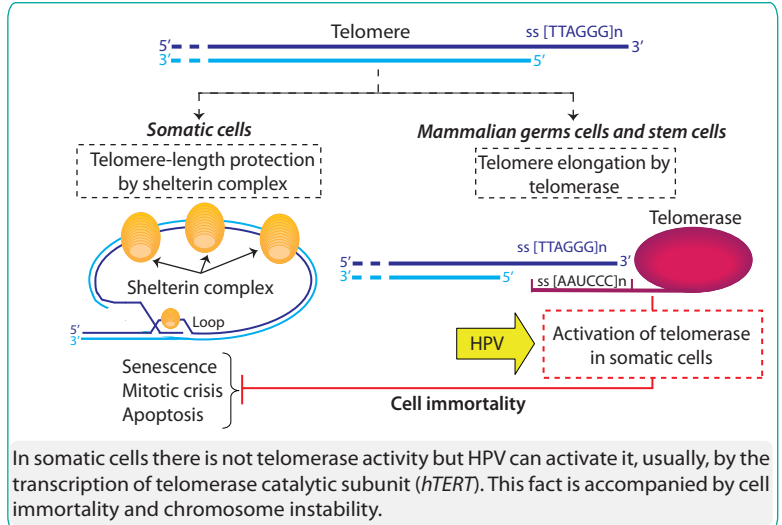 Telomere
ss [TTAGGG]n
5′
3′
3′
5′
Somatic cells
Mammalian germs cells and stem cells
Telomere-length protection
by shelterin complex
Telomere elongation by
telomerase
Telomerase
ss [TTAGGG]n
3′
5′
3′
5′
ss [AAUCCC]n
Shelterin complex
Loop
5′
3′
HPV
Activation of telomerase
in somatic cells
Senescence
Mitotic crisis
Apoptosis
Cell immortality
In somatic cells there is not telomerase activity but HPV can activate it, usually, by the
transcription of telomerase catalytic subunit (hTERT). This fact is accompanied by cell
immortality and chromosome instability.